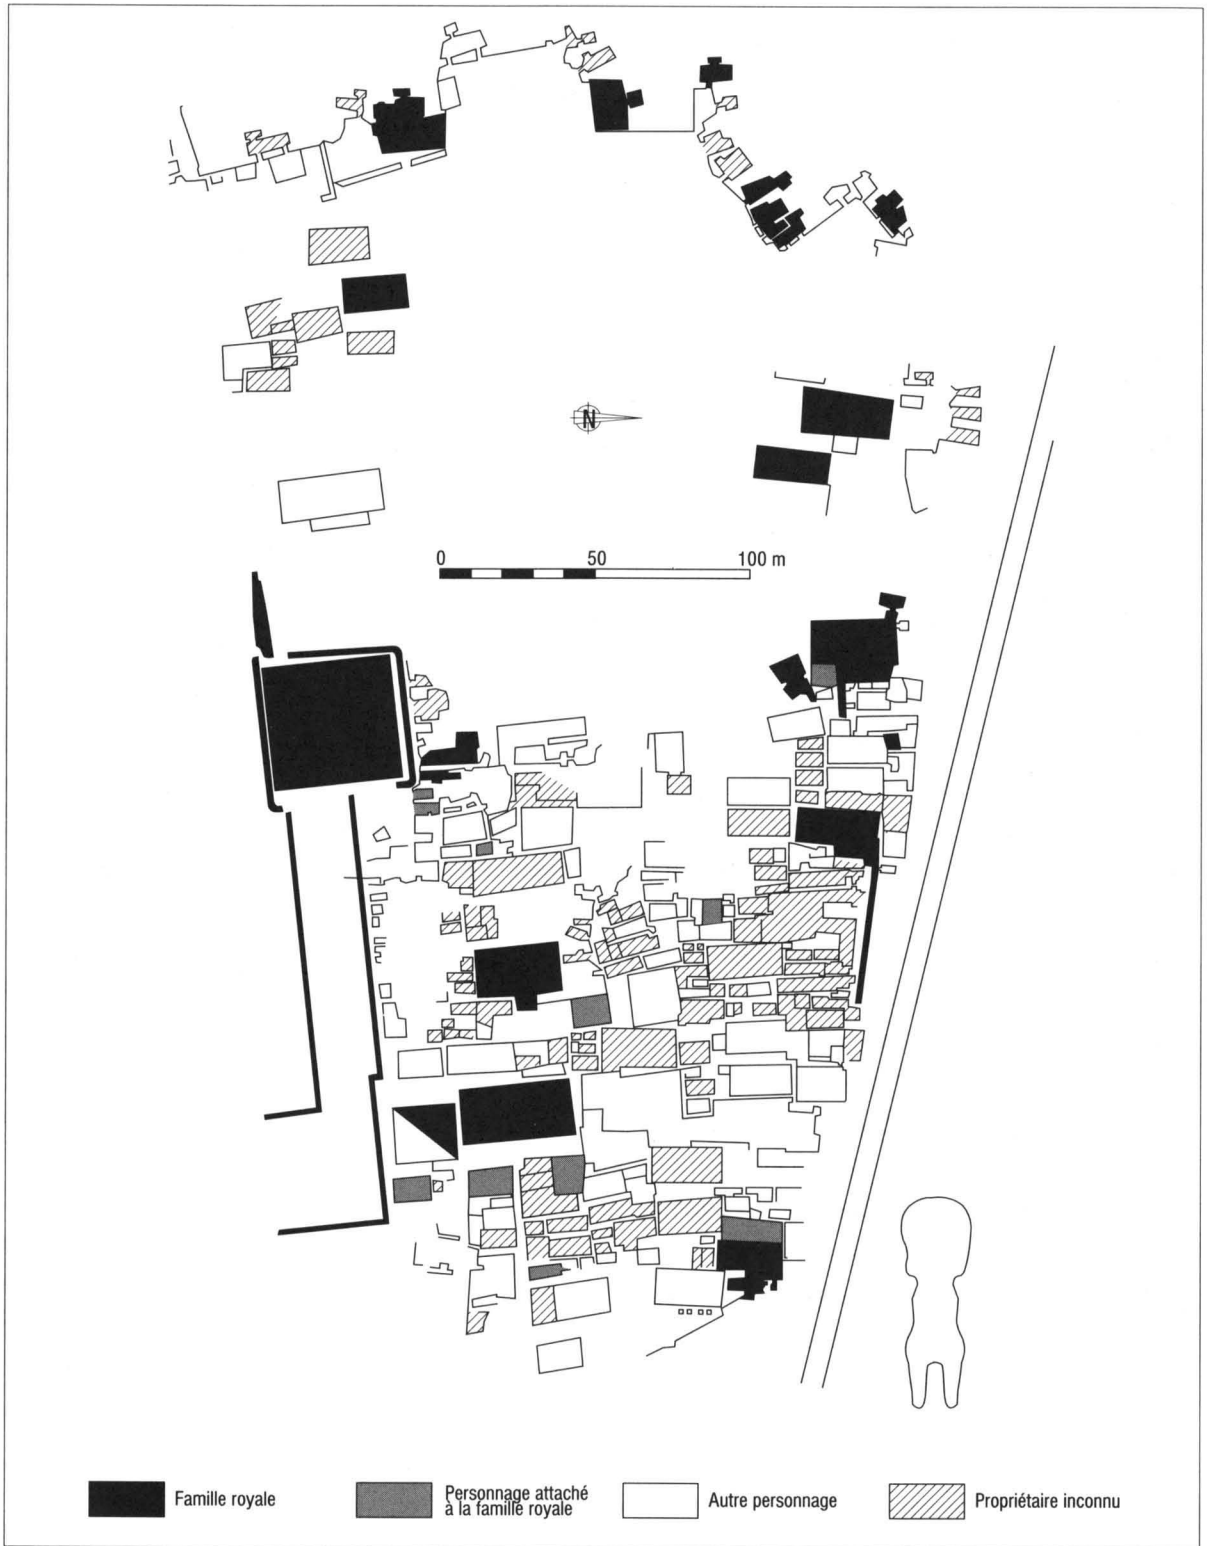 N
0 50 100 m
Famille royale
Personnage attaché
à la famille royale
Autre personnage
Propriétaire inconnu